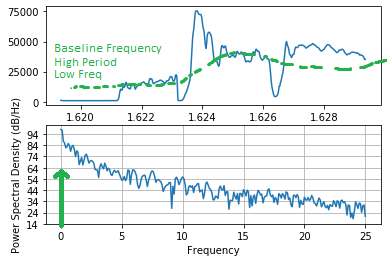 75000
Baseline Frequency
50000
High Period
25000
Low Freq
0
1.620 1.622 1.624 1.626 1.628
Power Spectral Density (dB/Hz)
94
84
74
64
54
44
34
24
14
0 5 10 15 20 25
Frequency